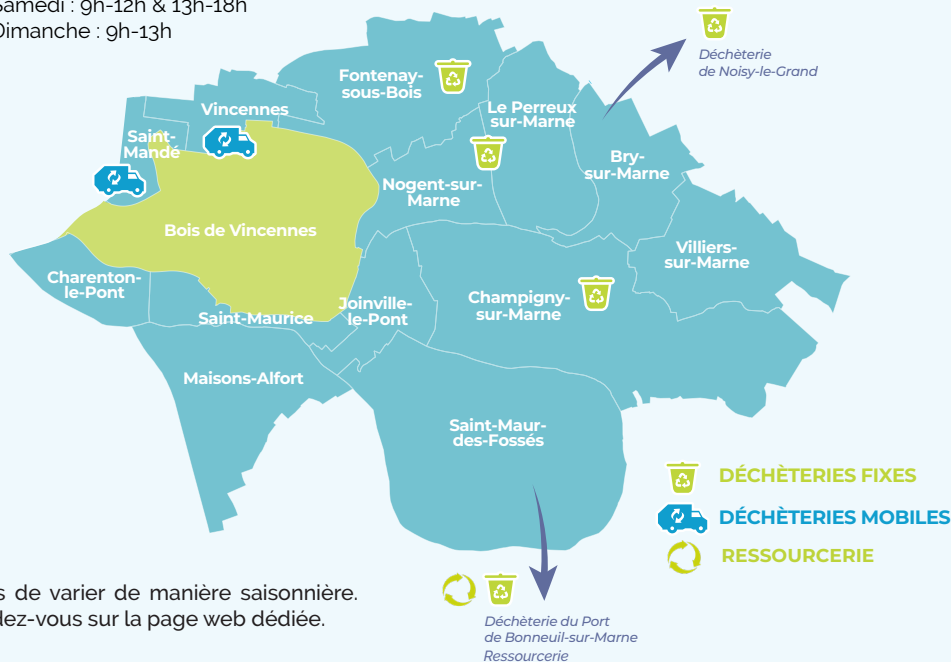 Samedi : 9h-12h & 13h-18h
Dimanche : 9h-13h
Déchèterie
de Noisy-le-Grand
Fontenay-
sous-Bois
Vincennes
Le Perreux
sur-Marne
Saint-
Mandé
Bry-
sur-Marne
Nogent-sur-
Marne
Bois de Vincennes
Villiers-
sur-Marne
Charenton-
le-Pont
Saint-Maurice
Joinville-
le-Pont
Champigny-
sur-Marne
Maisons-Alfort
Saint-Maur-
des-Fossés
DÉCHÈTERIES FIXES
DÉCHÈTERIES MOBILES
RESSOURCERIE
de varier de manière saisonnière.
sur la page web dédiée.
Déchèterie du Port
de Bonneuil-sur-Marne
Ressourcerie